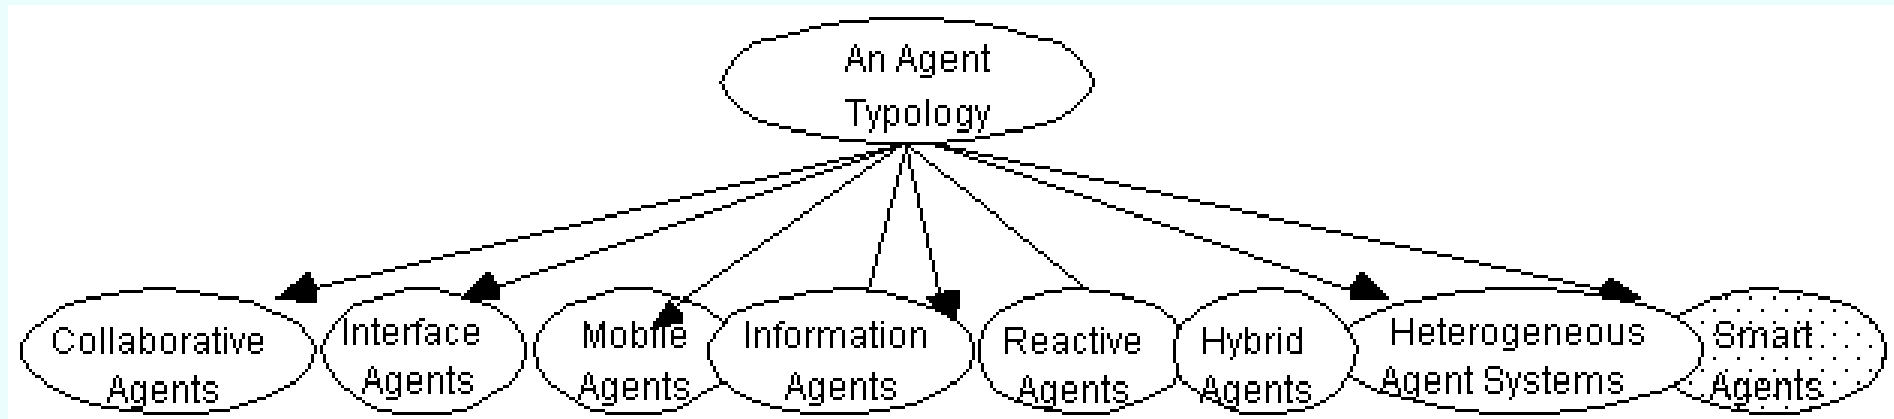 An Agent
Typology
Collaborative
Agents
Interface
Agents
Mobile
Agents
Information
Agents
Reactive
Agents
Hybrid
Agents
Heterogeneous
Agent Systems
Smart
Agents